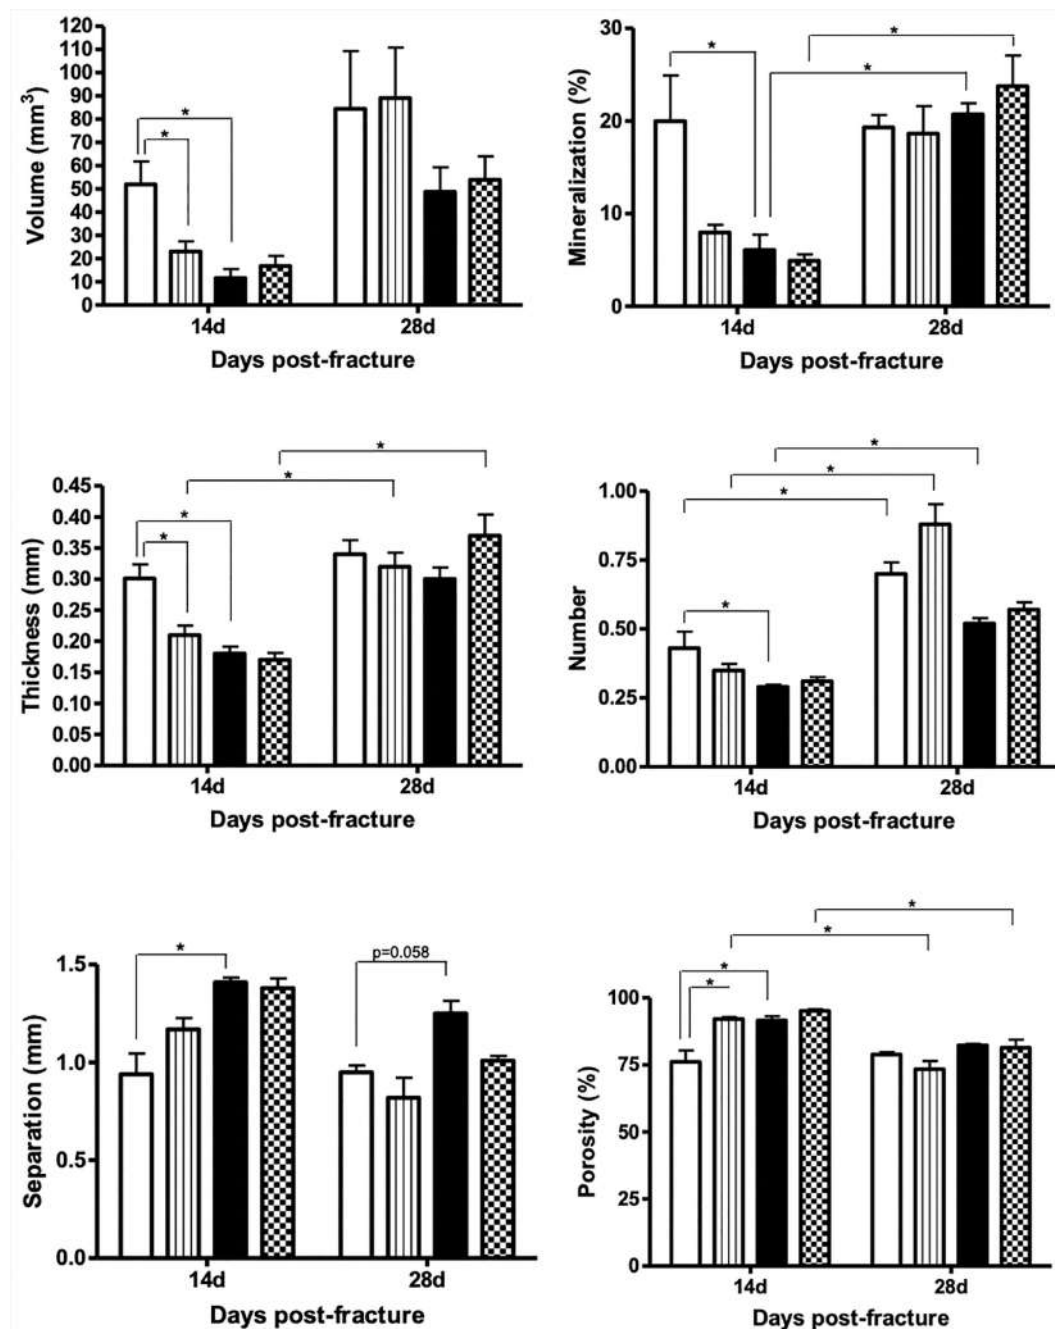 Volume (mm³)
120
110
100
90
80
70
60
50
40
30
20
10
0
*
*
14d
28d
Days post-fracture
Mineralization (%)
30
20
10
0
*
*
*
14d
28d
Days post-fracture
Thickness (mm)
0.45
0.40
0.35
0.30
0.25
0.20
0.15
0.10
0.05
0.00
*
*
*
*
14d
28d
Days post-fracture
Number
1.00
0.75
0.50
0.25
0.00
*
*
*
*
14d
28d
Days post-fracture
Separation (mm)
1.5
1.0
0.5
0.0
*
p=0.058
14d
28d
Days post-fracture
Porosity (%)
100
75
50
25
0
*
*
*
*
14d
28d
Days post-fracture